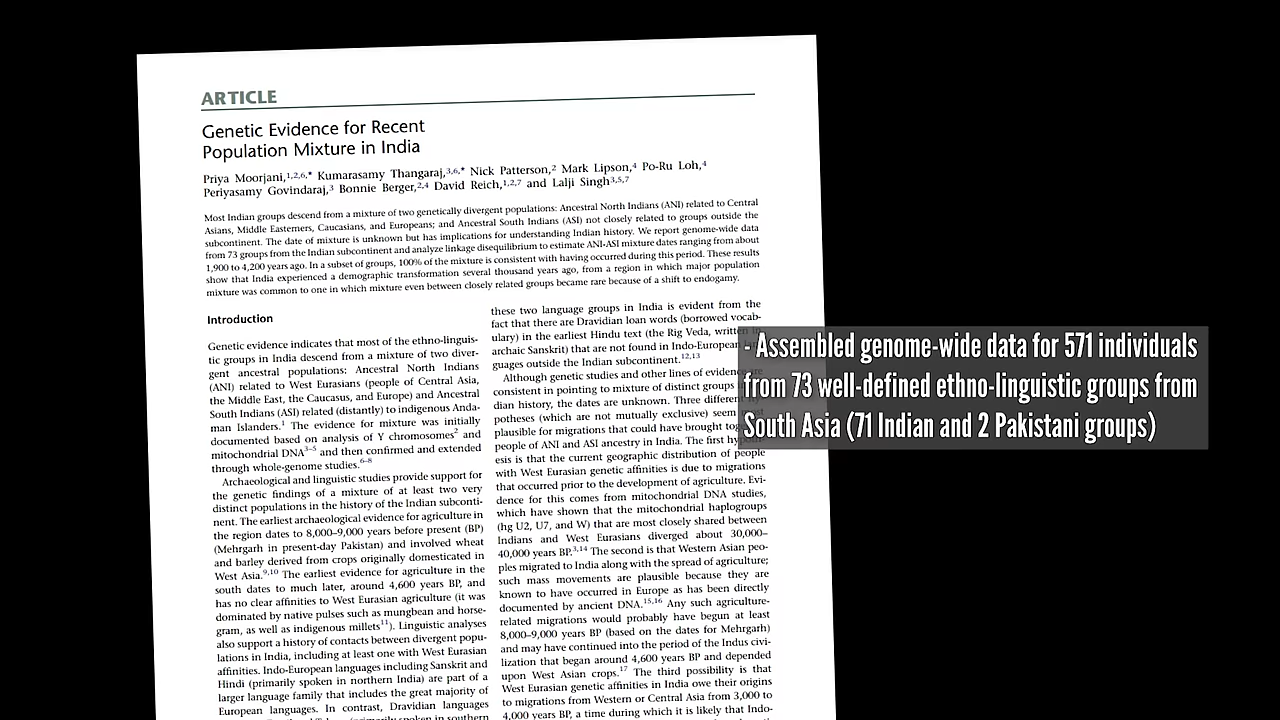 ARTICLE
Genetic Evidence for Recent
Population Mixture in India
Priya Moorjani,1,2,6,* Kumarasamy Thangaraj,3,6,* Nick Patterson,2 Mark Lipson,4 Po-Ru Loh,4
Periyasamy Govindaraj,3 Bonnie Berger,2,4 David Reich,1,2,7 and Lalji Singh3,5,7
Most Indian groups descend from a mixture of two genetically divergent populations: Ancestral North Indians (ANI) related to Central
Asians, Middle Easterners, Caucasians, and Europeans; and Ancestral South Indians (ASI) not closely related to groups outside the
subcontinent. The date of mixture is unknown but has implications for understanding Indian history. We report genome-wide data
from 73 groups from the Indian subcontinent and analyze linkage disequilibrium to estimate ANI-ASI mixture dates ranging from about
1,900 to 4,200 years ago. In a subset of groups, 100% of the mixture is consistent with having occurred during this period. These results
show that India experienced a demographic transformation several thousand years ago, from a region in which major population
mixture was common to one in which mixture even between closely related groups became rare because of a shift to endogamy.
Introduction
Genetic evidence indicates that most of the ethno-linguis-
tic groups in India descend from a mixture of two diver-
gent ancestral populations: Ancestral North Indians
(ANI) related to West Eurasians (people of Central Asia,
the Middle East, the Caucasus, and Europe) and Ancestral
South Indians (ASI) related (distantly) to indigenous Anda-
man Islanders.1 The evidence for mixture was initially
documented based on analysis of Y chromosomes2 and
mitochondrial DNA3–5 and then confirmed and extended
through whole-genome studies.6–8
Archaeological and linguistic studies provide support for
the genetic findings of a mixture of at least two very
distinct populations in the history of the Indian subconti-
nent. The earliest archaeological evidence for agriculture in
the region dates to 8,000–9,000 years before present (BP)
(Mehrgarh in present-day Pakistan) and involved wheat
and barley derived from crops originally domesticated in
West Asia.9,10 The earliest evidence for agriculture in the
south dates to much later, around 4,600 years BP, and
has no clear affinities to West Eurasian agriculture (it was
dominated by native pulses such as mungbean and horse-
gram, as well as indigenous millets11). Linguistic analyses
also support a history of contacts between divergent popu-
lations in India, including at least one with West Eurasian
affinities. Indo-European languages including Sanskrit and
Hindi (primarily spoken in northern India) are part of a
larger language family that includes the great majority of
European languages. In contrast, Dravidian languages
these two language groups in India is evident from the
fact that there are Dravidian loan words (borrowed vocab-
ulary) in the earliest Hindu text (the Rig Veda, written in
archaic Sanskrit) that are not found in Indo-European
guages outside the Indian subcontinent.12,13
Although genetic studies and other lines of evidence are
consistent in pointing to mixture of distinct groups
dian history, the dates are unknown. Three different
potheses (which are not mutually exclusive) seem
plausible for migrations that could have brought
people of ANI and ASI ancestry in India. The first
esis is that the current geographic distribution of people
with West Eurasian genetic affinities is due to migrations
that occurred prior to the development of agriculture. Evi-
dence for this comes from mitochondrial DNA studies,
which have shown that the mitochondrial haplogroups
(hg U2, U7, and W) that are most closely shared between
Indians and West Eurasians diverged about 30,000–
40,000 years BP.3,14 The second is that Western Asian peo-
ples migrated to India along with the spread of agriculture;
such mass movements are plausible because they are
known to have occurred in Europe as has been directly
documented by ancient DNA.15,16 Any such agriculture-
related migrations would probably have begun at least
8,000–9,000 years BP (based on the dates for Mehrgarh)
and may have continued into the period of the Indus civi-
lization that began around 4,600 years BP and depended
upon West Asian crops.17 The third possibility is that
West Eurasian genetic affinities in India owe their origins
to migrations from Western or Central Asia from 3,000 to
4,000 years BP, a time during which it is likely that Indo-
- Assembled genome-wide data for 571 individuals
from 73 well-defined ethno-linguistic groups from
South Asia (71 Indian and 2 Pakistani groups)